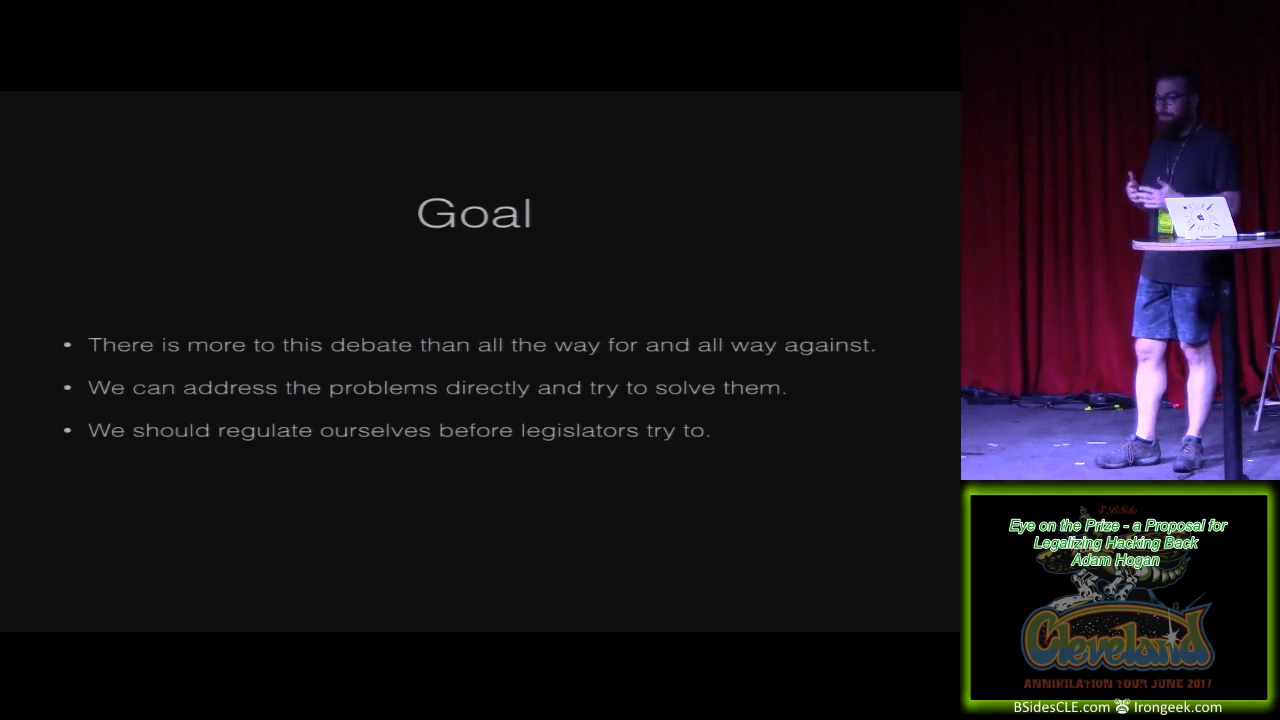 Goal
• There is more to this debate than all the way for and all way against.
• We can address the problems directly and try to solve them.
• We should regulate ourselves before legislators try to.
Eye on the Prize - a Proposal for
Legalizing Hacking Back
Adam Hogan
BSides
Cleveland
ANNIHILATION TOUR JUNE 2017
BSidesCLE.com Irongeek.com